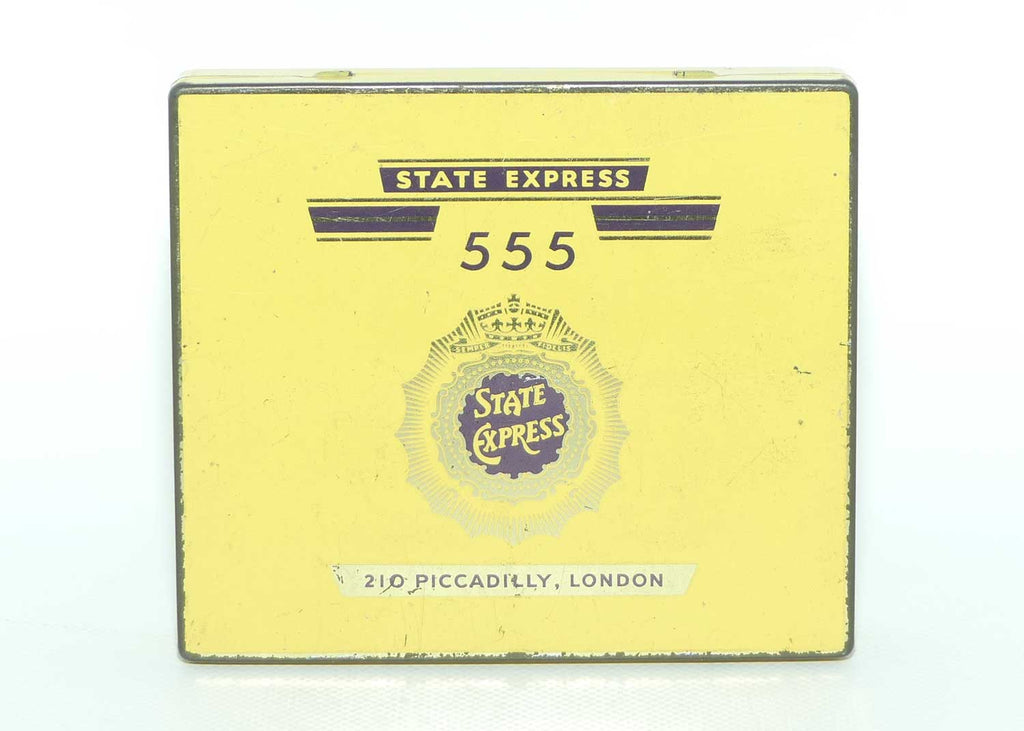 STATE EXPRESS
555
SEMPER FIDELIS
STATE
EXPRESS
210 PICCADILLY, LONDON